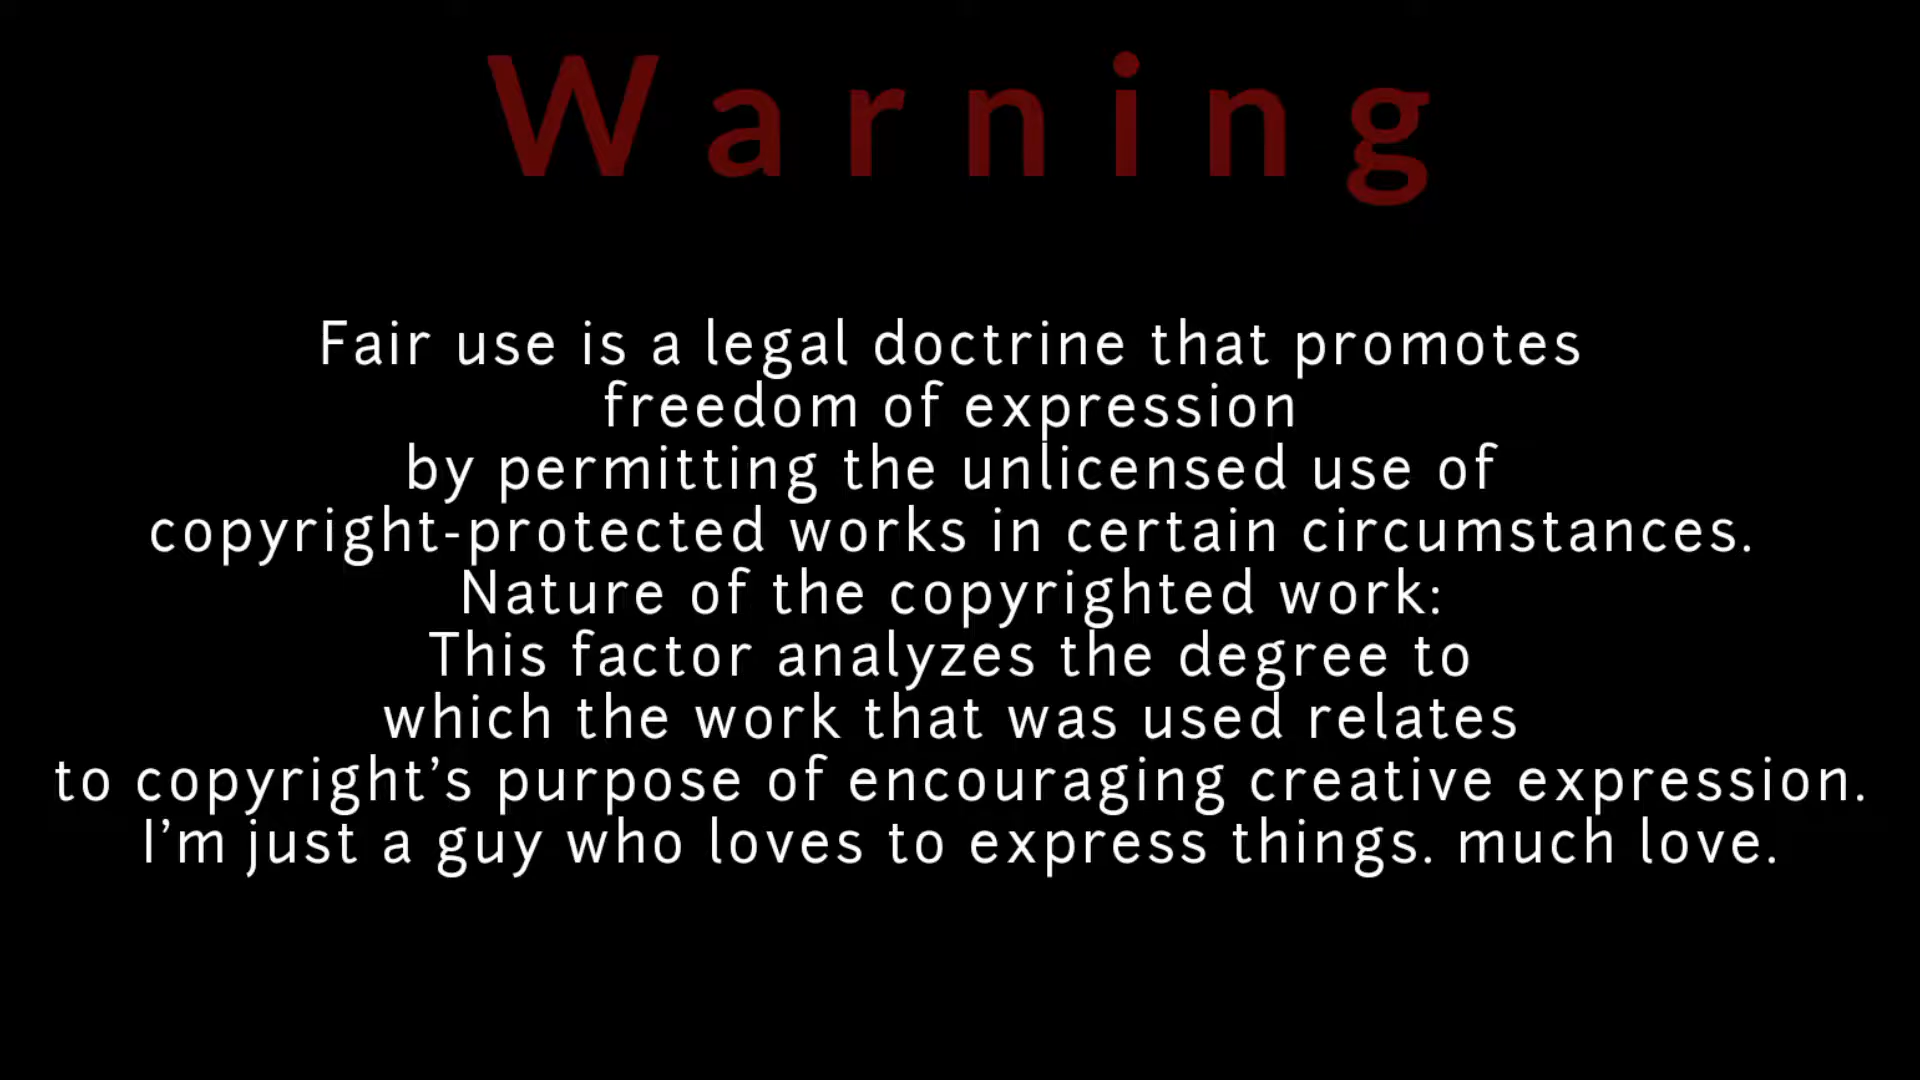 Warning
Fair use is a legal doctrine that promotes
freedom of expression
by permitting the unlicensed use of
copyright-protected works in certain circumstances.
Nature of the copyrighted work:
This factor analyzes the degree to
which the work that was used relates
to copyright’s purpose of encouraging creative expression.
I’m just a guy who loves to express things. much love.